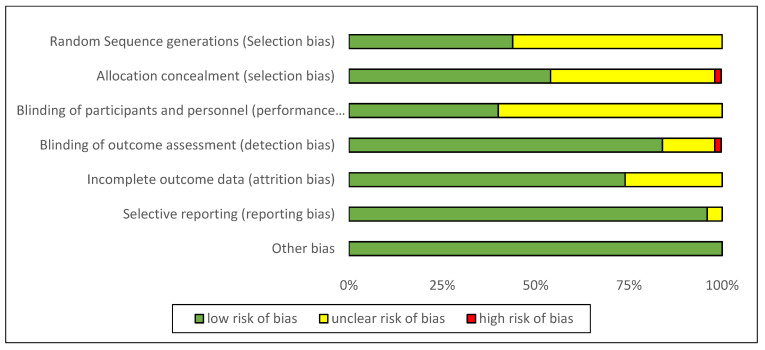 Random Sequence generations (Selection bias)
Allocation concealment (selection bias)
Blinding of participants and personnel (performance...
Blinding of outcome assessment (detection bias)
Incomplete outcome data (attrition bias)
Selective reporting (reporting bias)
Other bias
0% 25% 50% 75% 100%
low risk of bias unclear risk of bias high risk of bias